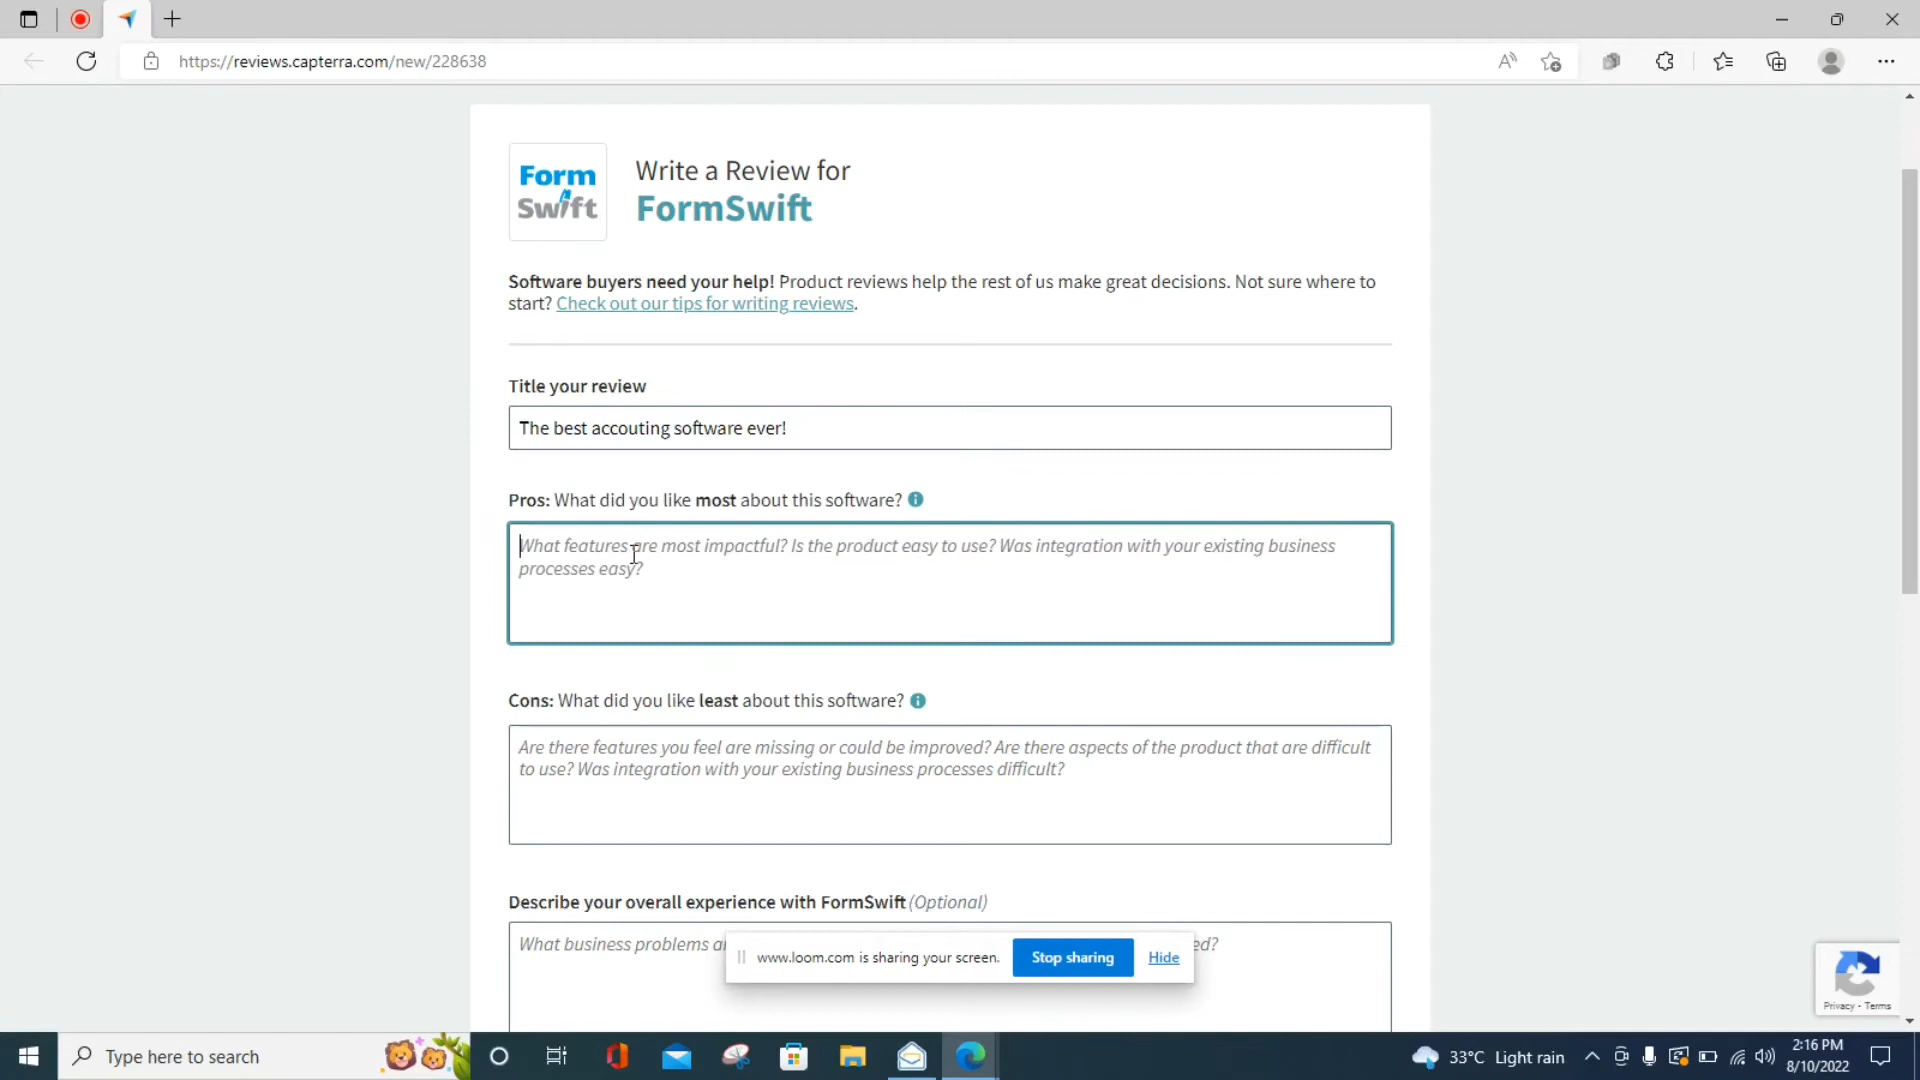 https://reviews.capterra.com/new/228638
Form
Swift
Write a Review for
FormSwift
Software buyers need your help! Product reviews help the rest of us make great decisions. Not sure where to
start? Check out our tips for writing reviews.
Title your review
The best accouting software ever!
Pros: What did you like most about this software?
What features are most impactful? Is the product easy to use? Was integration with your existing business
processes easy?
Cons: What did you like least about this software?
Are there features you feel are missing or could be improved? Are there aspects of the product that are difficult
to use? Was integration with your existing business processes difficult?
Describe your overall experience with FormSwift (Optional)
What business problems
www.loom.com is sharing your screen. Stop sharing Hide
Privacy - Terms
Type here to search
33°C Light rain
2:16 PM
8/10/2022